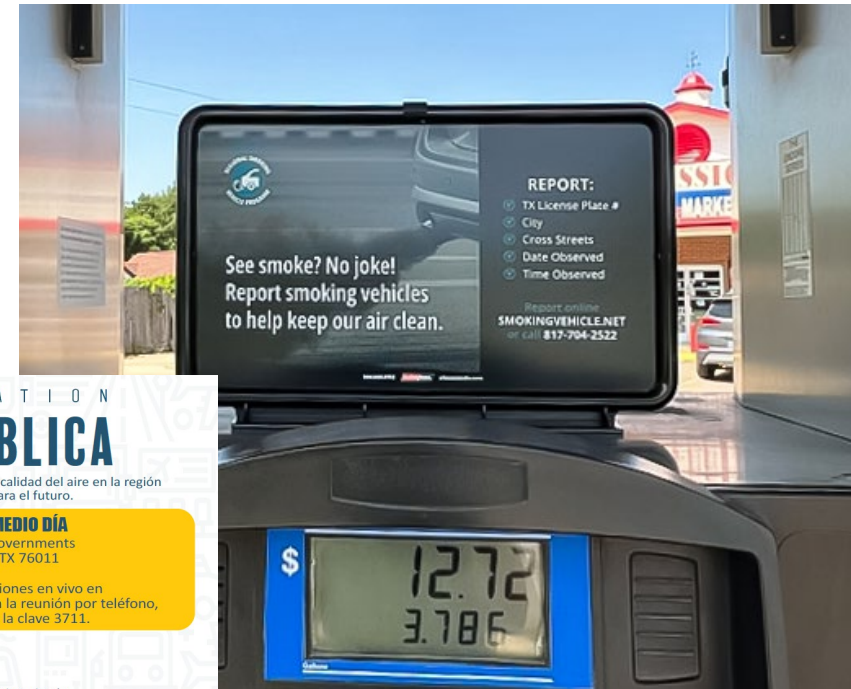 See smoke? No joke!
Report smoking vehicles
to help keep our air clean.
REPORT:
TX License Plate #
City
Cross Streets
Date Observed
Time Observed
Report online
SMOKINGVEHICLE.NET
or call 817-704-2522
MARKE
A T I O N
BLICA
calidad del aire en la región
ara el futuro.
MEDIO DÍA
overnments
TX 76011
iones en vivo en
la reunión por teléfono,
la clave 3711.
$
12.72
3.786
Gallons